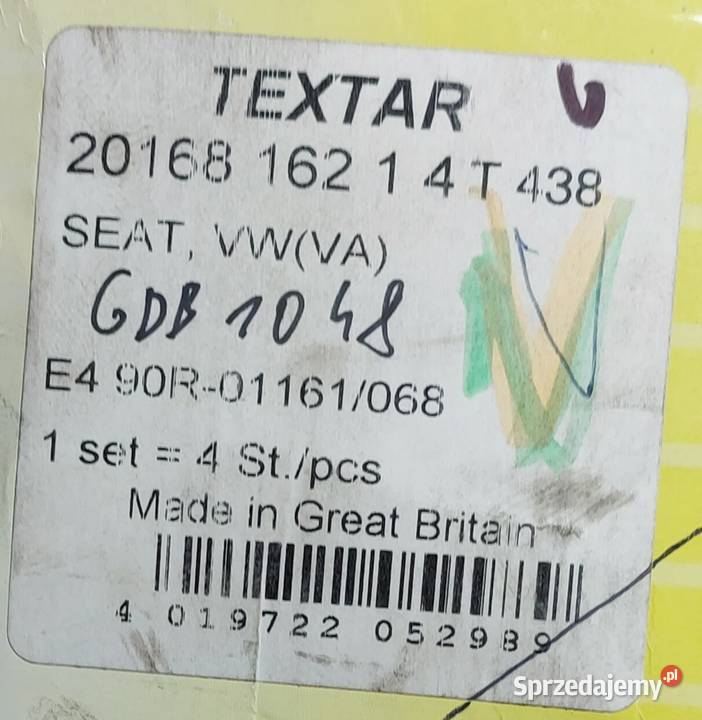 TEXTAR
20168 162 1 4 T 438
SEAT, VW(VA)
GDB 1048
E4 90R-01161/068
1 set = 4 St./pcs
Made in Great Britain
4 019722 052989
Sprzedajemy.pl